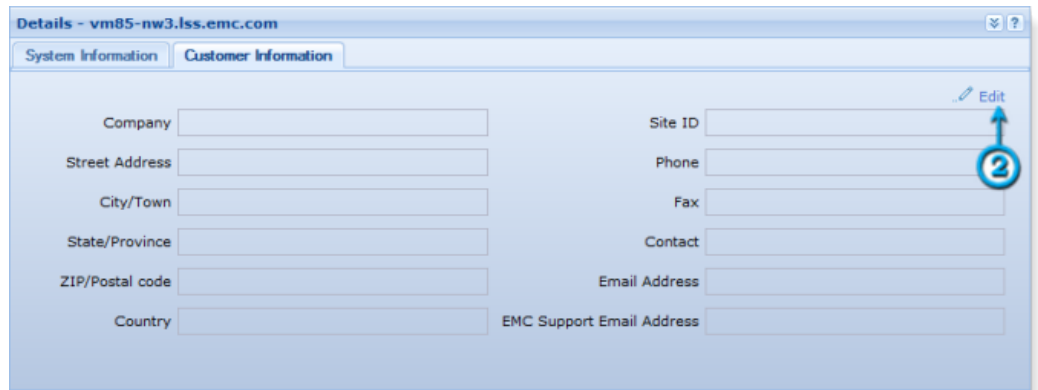 Details - vm85-nw3.lss.emc.com
?
System Information Customer Information
Edit
Company Site ID
Street Address Phone
2
City/Town Fax
State/Province Contact
ZIP/Postal code Email Address
Country EMC Support Email Address